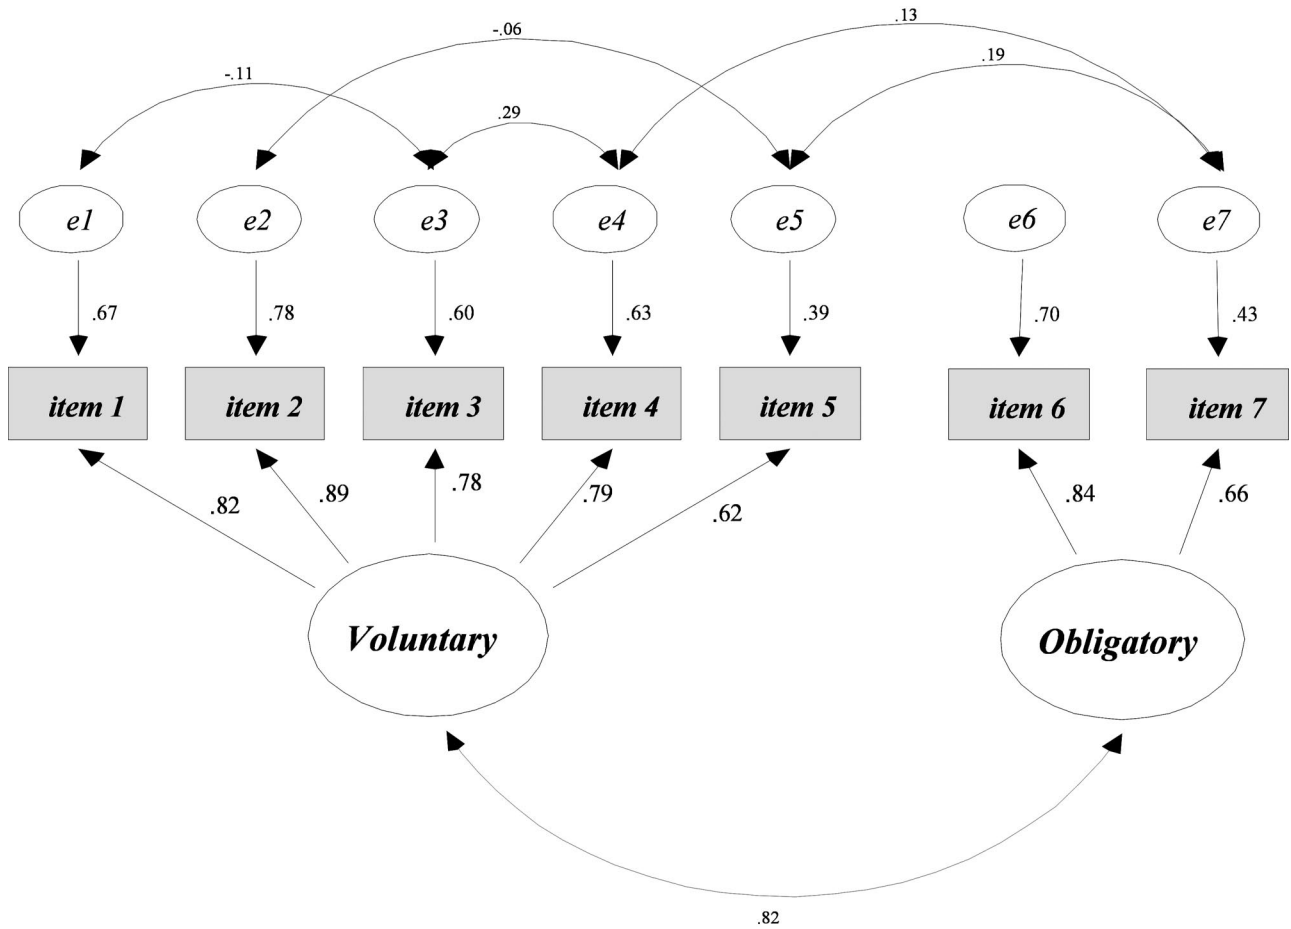 .13
-.06
.19
-.11
.29
e1 e2 e3 e4 e5 e6 e7
.67 .78 .60 .63 .39 .70 .43
item 1 item 2 item 3 item 4 item 5 item 6 item 7
.82 .89 .78 .79 .62 .84 .66
Voluntary Obligatory
.82